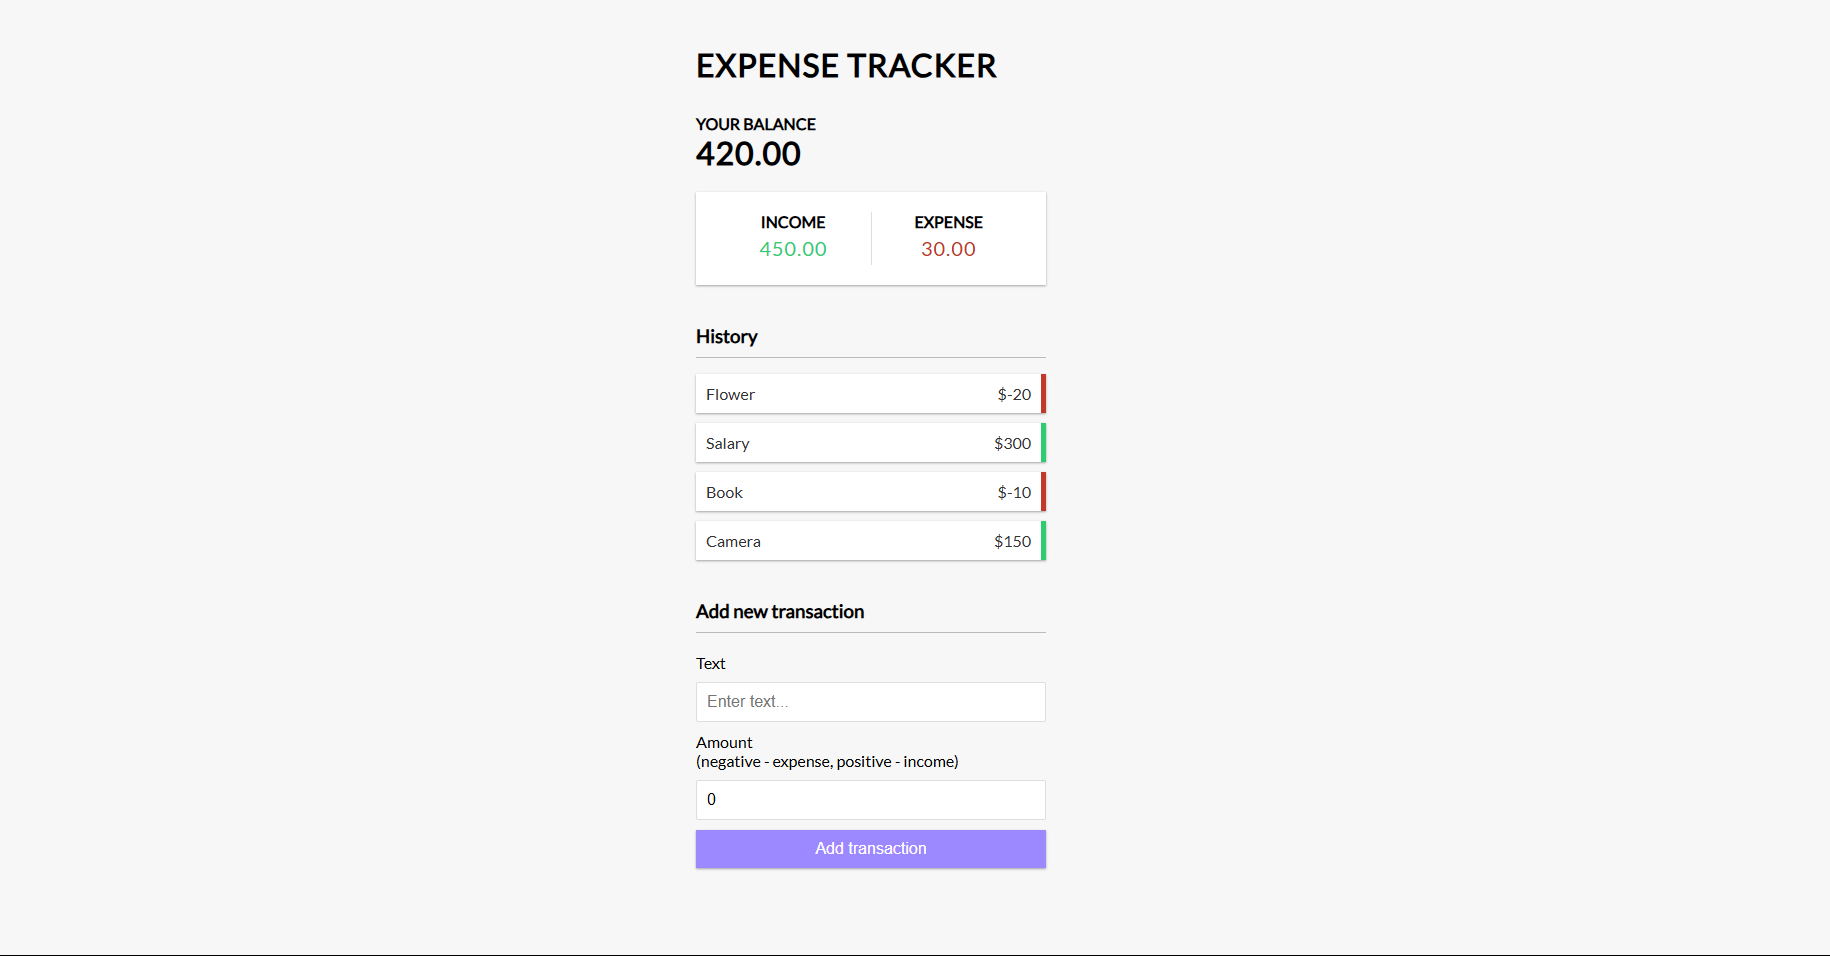 EXPENSE TRACKER
YOUR BALANCE
420.00
INCOME EXPENSE
450.00 30.00
History
Flower $-20
Salary $300
Book $-10
Camera $150
Add new transaction
Text
Enter text...
Amount
(negative - expense, positive - income)
0
Add transaction